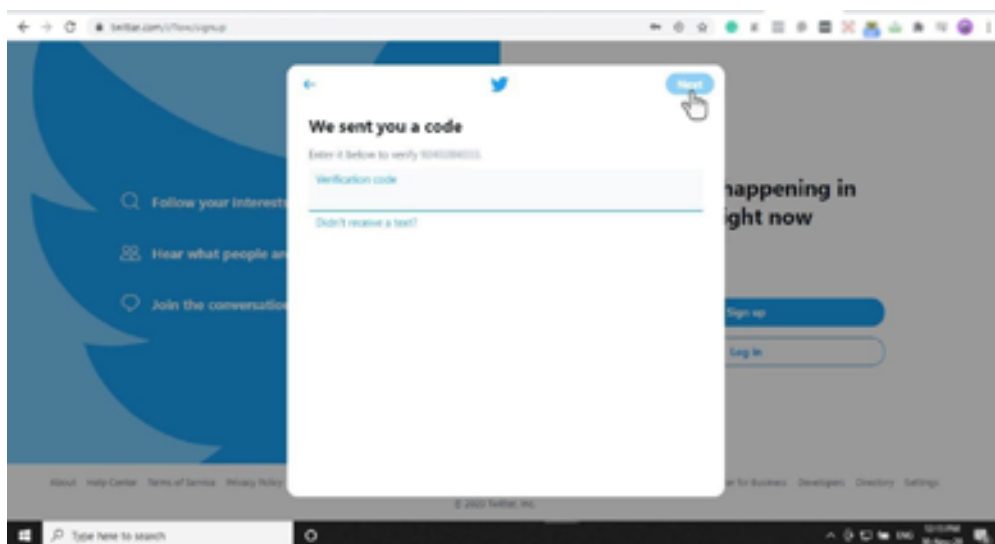 twitter.com/i/flow/signup
Next
We sent you a code
Enter it below to verify
Verification code
Didn't receive a text?
Follow your interests
Hear what people are
Join the conversation
happening in
ight now
Sign up
Log in
About Help Center Terms of Service Privacy Policy
er for Business Developers Directory Settings
© 2020 Twitter, Inc.
Type here to search
ENG